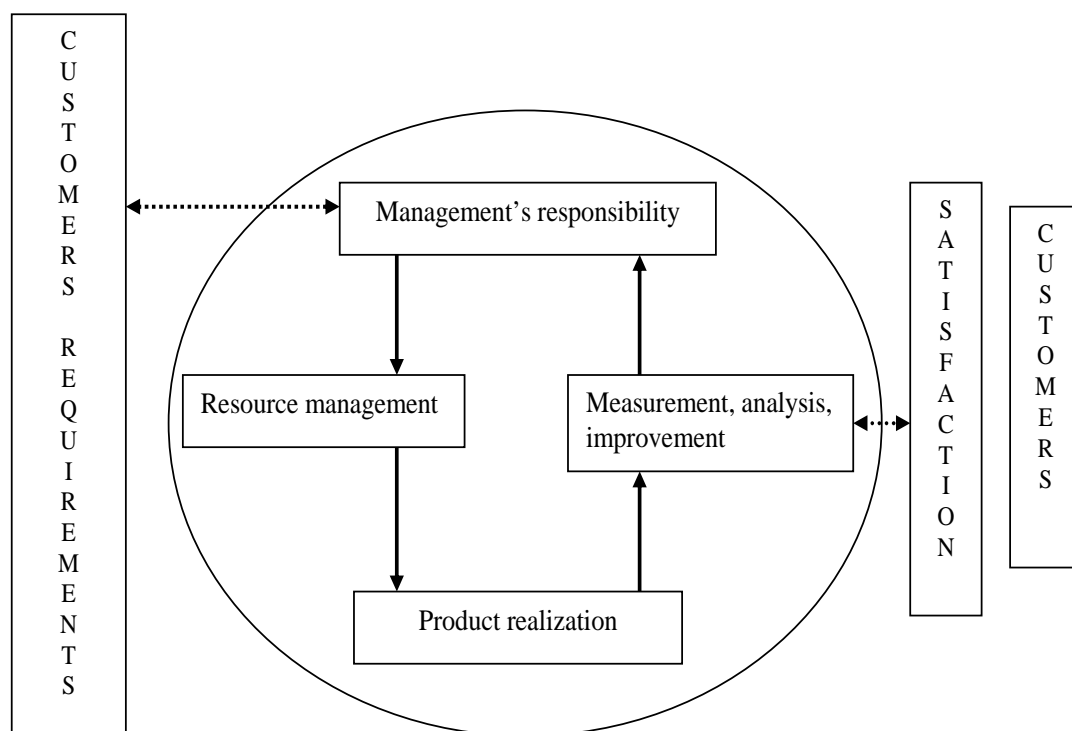 CUSTOMERS REQUIREMENTS
Management’s responsibility
Resource management
Measurement, analysis,
improvement
Product realization
SATISFACTION
CUSTOMERS